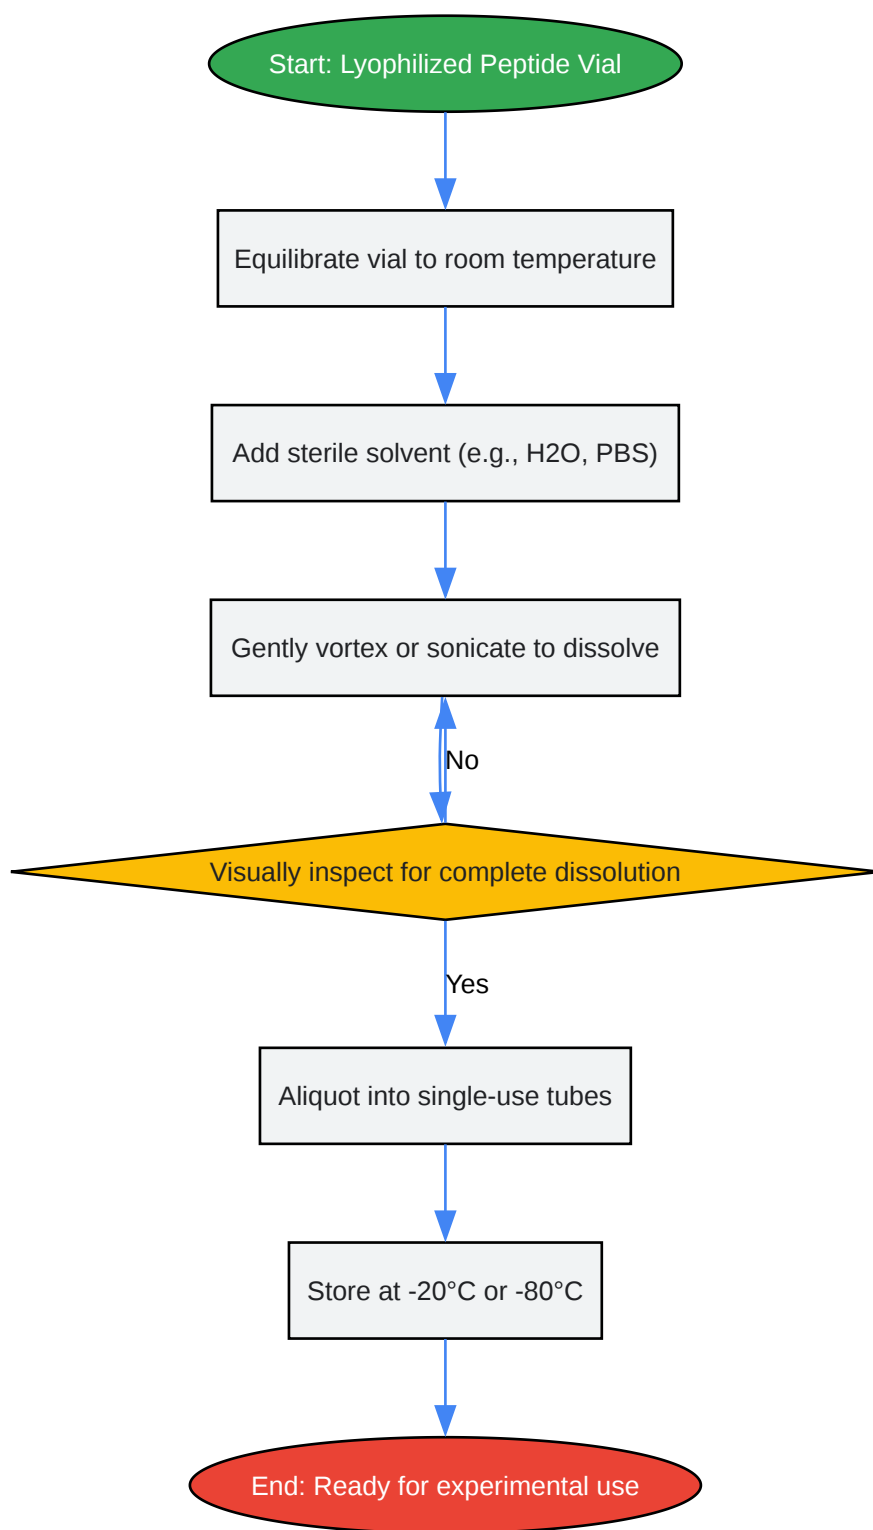 Start: Lyophilized Peptide Vial
Equilibrate vial to room temperature
Add sterile solvent (e.g., H2O, PBS)
Gently vortex or sonicate to dissolve
No
Visually inspect for complete dissolution
Yes
Aliquot into single-use tubes
Store at -20°C or -80°C
End: Ready for experimental use